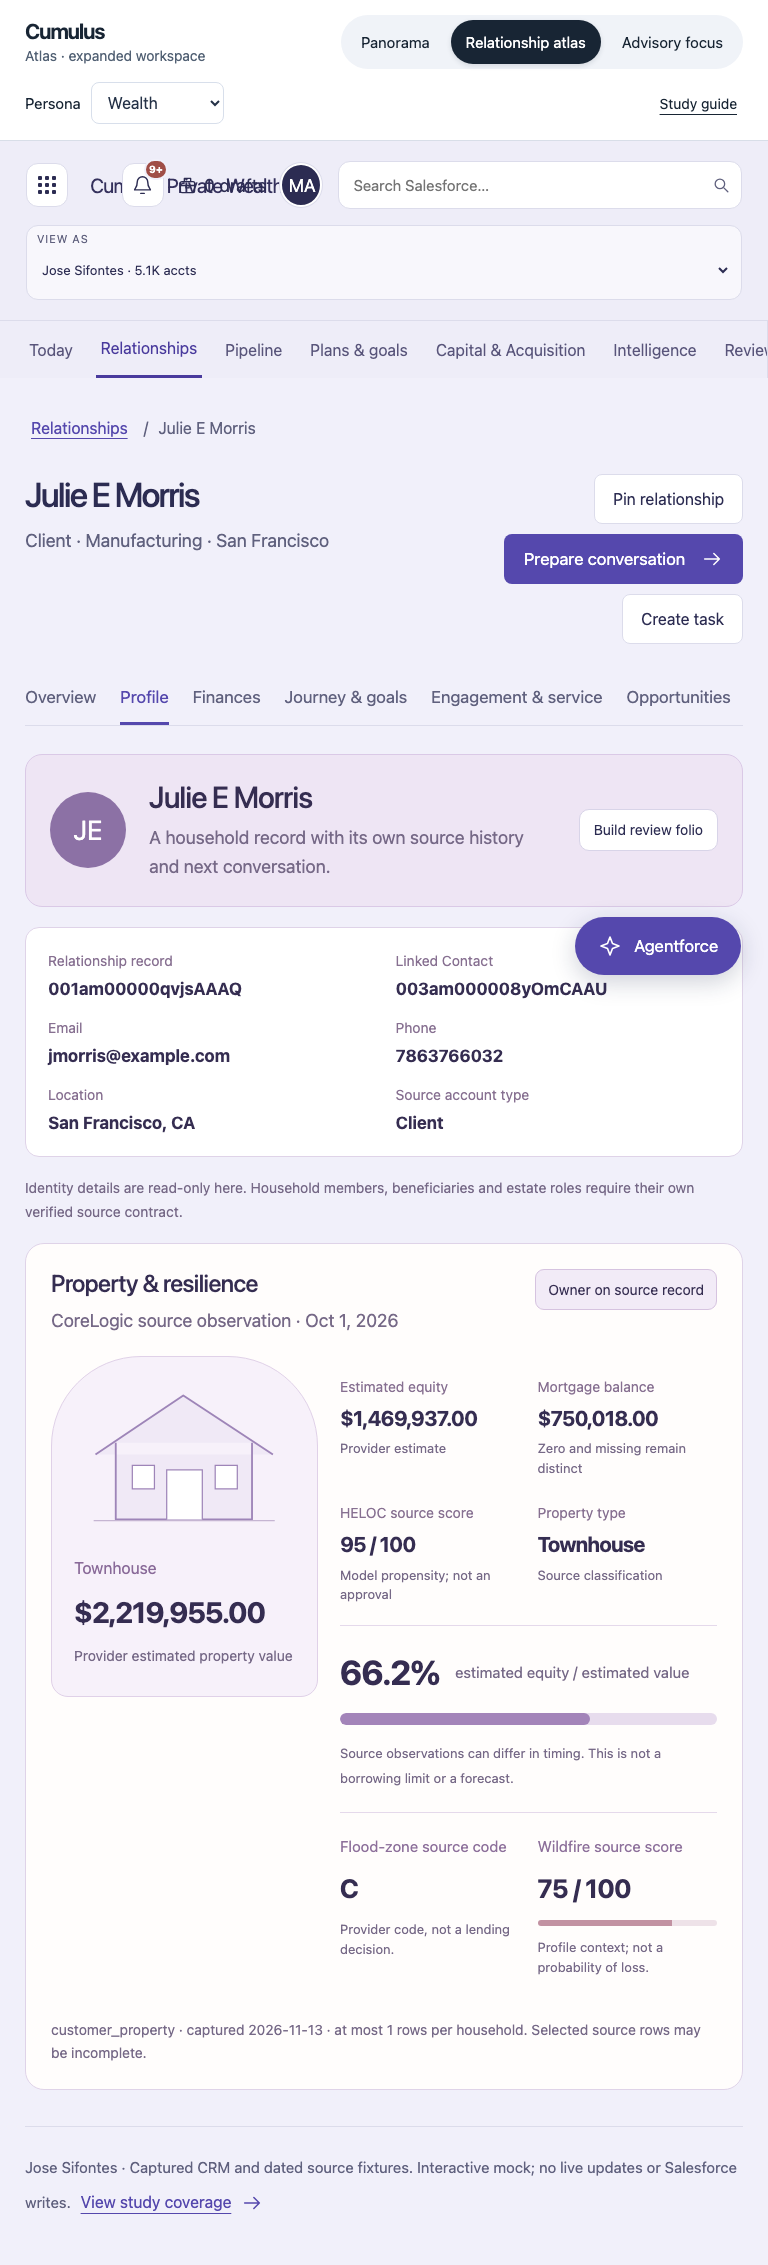 Cumulus
Atlas · expanded workspace
Panorama
Relationship atlas
Advisory focus
Persona
Wealth
Study guide
9+
Private Wealth
MA
Search Salesforce...
VIEW AS
Jose Sifontes · 5.1K accts
Today
Relationships
Pipeline
Plans & goals
Capital & Acquisition
Intelligence
Relationships / Julie E Morris
Julie E Morris
Client · Manufacturing · San Francisco
Pin relationship
Prepare conversation
Create task
Overview
Profile
Finances
Journey & goals
Engagement & service
Opportunities
JE
Julie E Morris
A household record with its own source history
and next conversation.
Build review folio
Agentforce
Relationship record
001am00000qvjsAAAQ
Linked Contact
003am000008yOmCAAU
Email
jmorris@example.com
Phone
7863766032
Location
San Francisco, CA
Source account type
Client
Identity details are read-only here. Household members, beneficiaries and estate roles require their own
verified source contract.
Property & resilience
CoreLogic source observation · Oct 1, 2026
Owner on source record
Townhouse
$2,219,955.00
Provider estimated property value
Estimated equity
$1,469,937.00
Provider estimate
Mortgage balance
$750,018.00
Zero and missing remain
distinct
HELOC source score
95 / 100
Model propensity; not an
approval
Property type
Townhouse
Source classification
66.2%
estimated equity / estimated value
Source observations can differ in timing. This is not a
borrowing limit or a forecast.
Flood-zone source code
C
Provider code, not a lending
decision.
Wildfire source score
75 / 100
Profile context; not a
probability of loss.
customer_property · captured 2026-11-13 · at most 1 rows per household. Selected source rows may
be incomplete.
Jose Sifontes · Captured CRM and dated source fixtures. Interactive mock; no live updates or Salesforce
writes. View study coverage